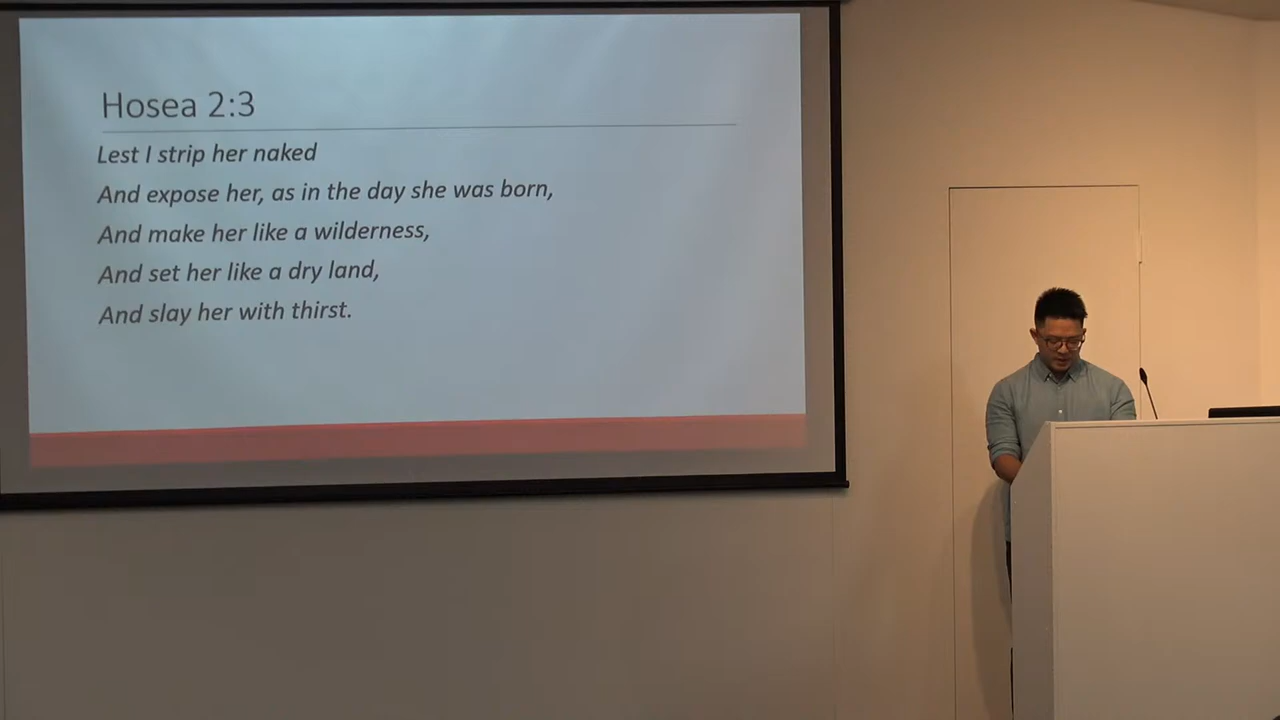 Hosea 2:3
Lest I strip her naked
And expose her, as in the day she was born,
And make her like a wilderness,
And set her like a dry land,
And slay her with thirst.